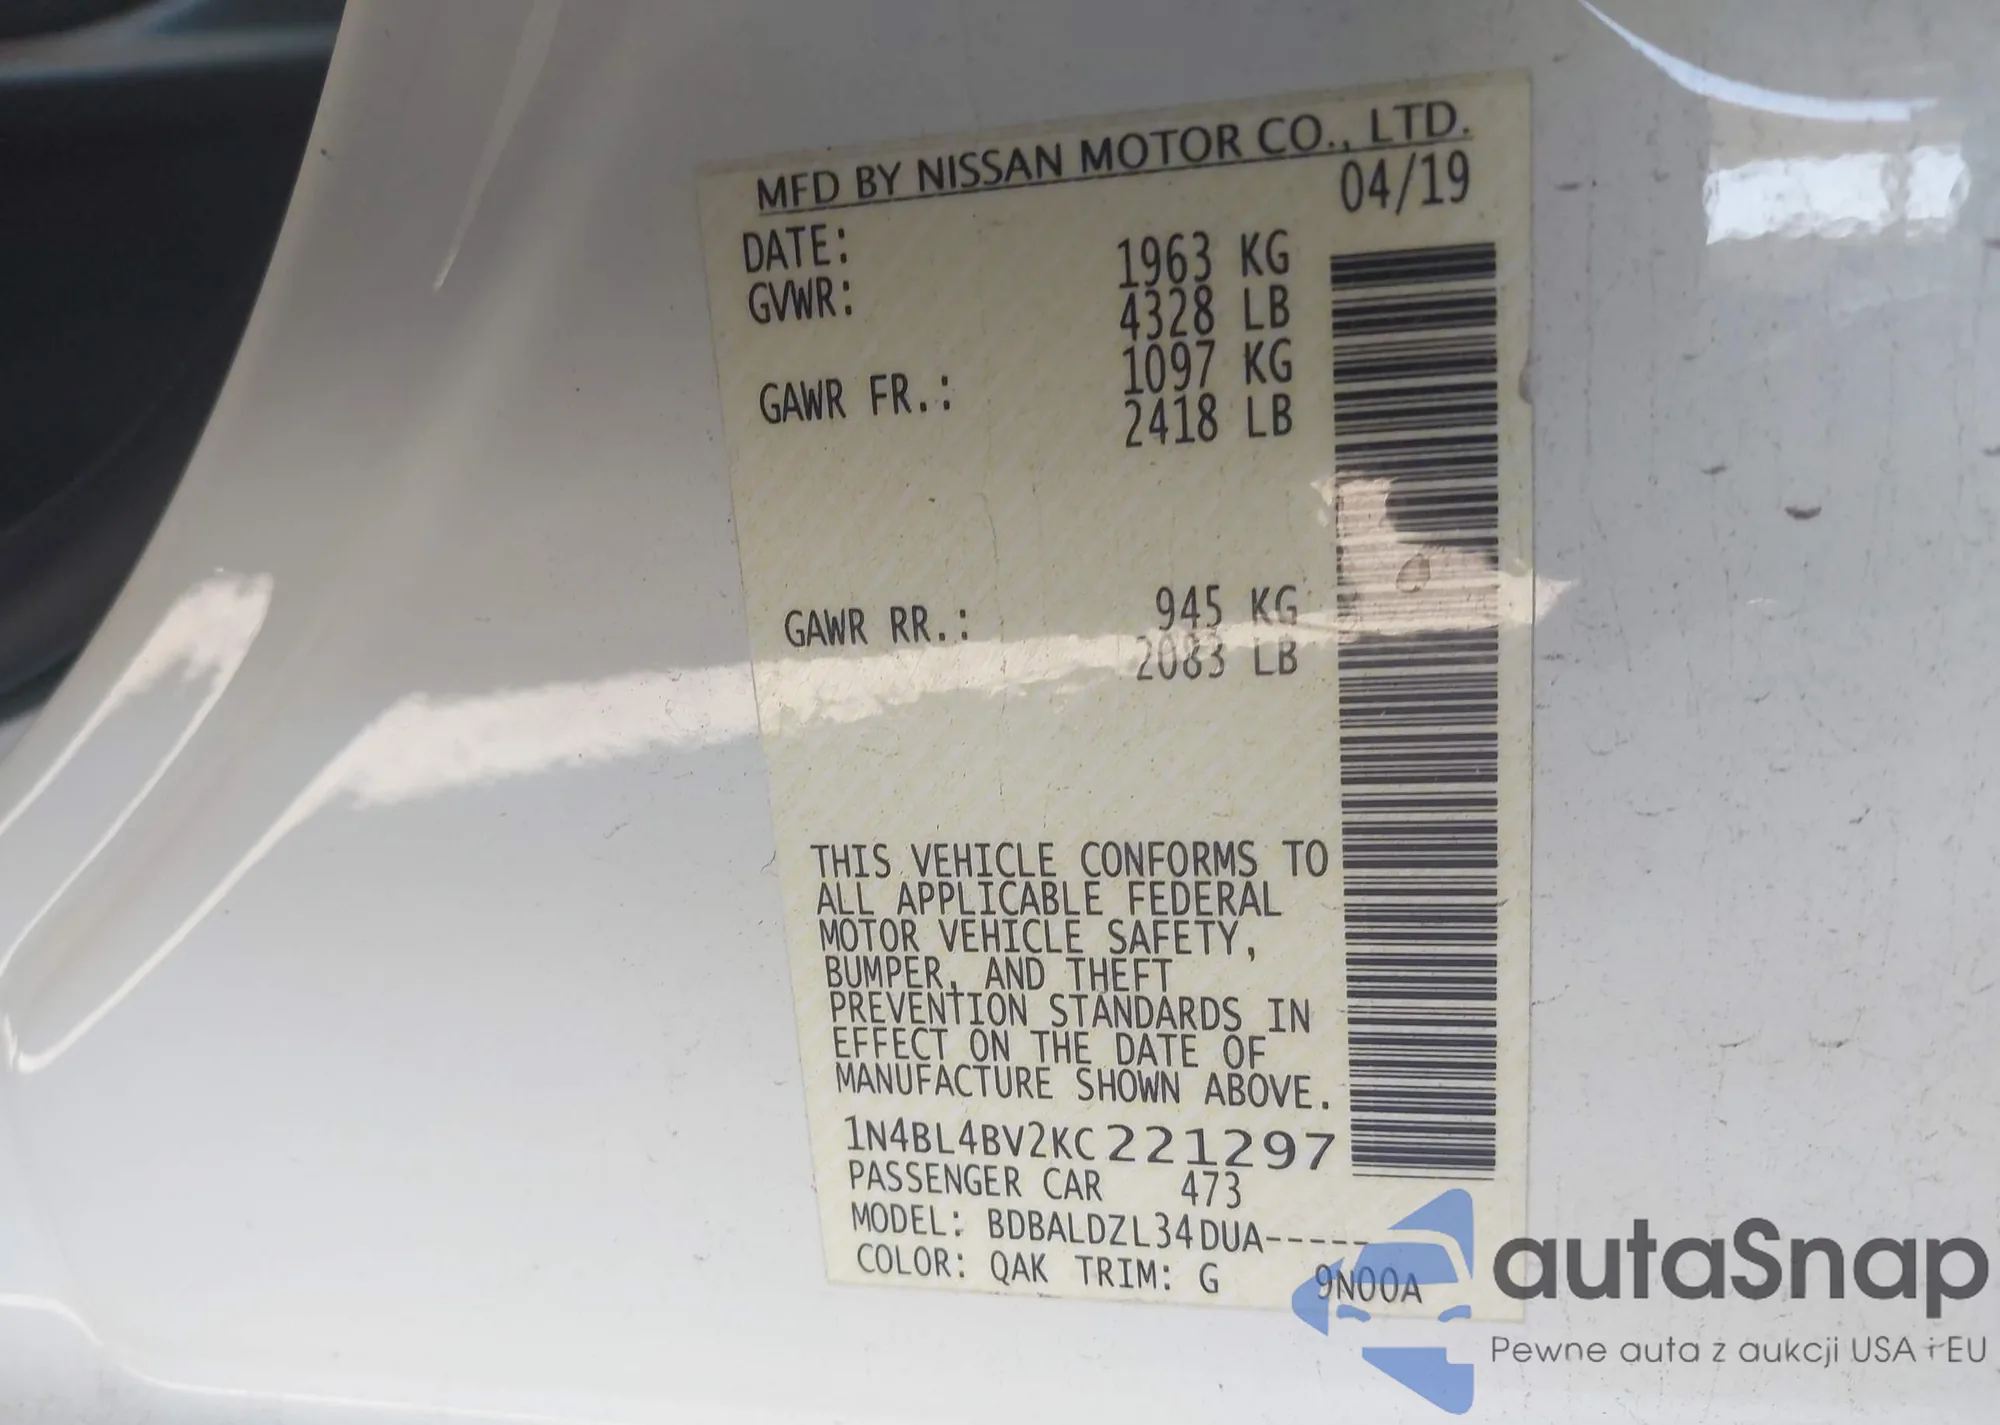 MFD BY NISSAN MOTOR CO., LTD.
DATE: 04/19
GVWR: 1963 KG
4328 LB
GAWR FR.: 1097 KG
2418 LB
GAWR RR.: 945 KG
2083 LB
THIS VEHICLE CONFORMS TO
ALL APPLICABLE FEDERAL
MOTOR VEHICLE SAFETY,
BUMPER, AND THEFT
PREVENTION STANDARDS IN
EFFECT ON THE DATE OF
MANUFACTURE SHOWN ABOVE.
1N4BL4BV2KC221297
PASSENGER CAR 473
MODEL: BDBALDZL34DUA-----
COLOR: QAK TRIM: G 9N00A
autaSnap
Pewne auta z aukcji USA i EU